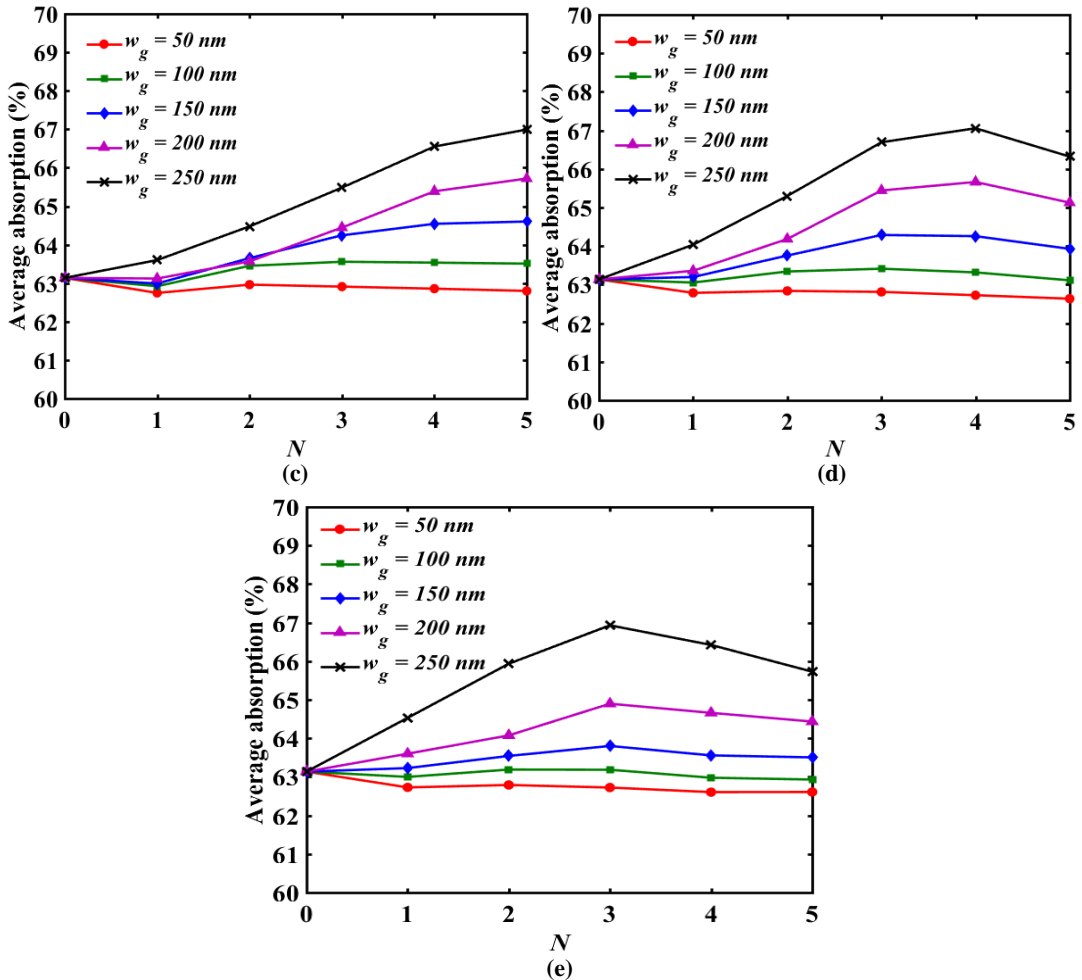 70
69
68
67
66
65
64
63
62
61
60
Average absorption (%)
w_g = 50 nm
w_g = 100 nm
w_g = 150 nm
w_g = 200 nm
w_g = 250 nm
0 1 2 3 4 5
N
(c)
70
69
68
67
66
65
64
63
62
61
60
Average absorption (%)
w_g = 50 nm
w_g = 100 nm
w_g = 150 nm
w_g = 200 nm
w_g = 250 nm
0 1 2 3 4 5
N
(d)
70
69
68
67
66
65
64
63
62
61
60
Average absorption (%)
w_g = 50 nm
w_g = 100 nm
w_g = 150 nm
w_g = 200 nm
w_g = 250 nm
0 1 2 3 4 5
N
(e)